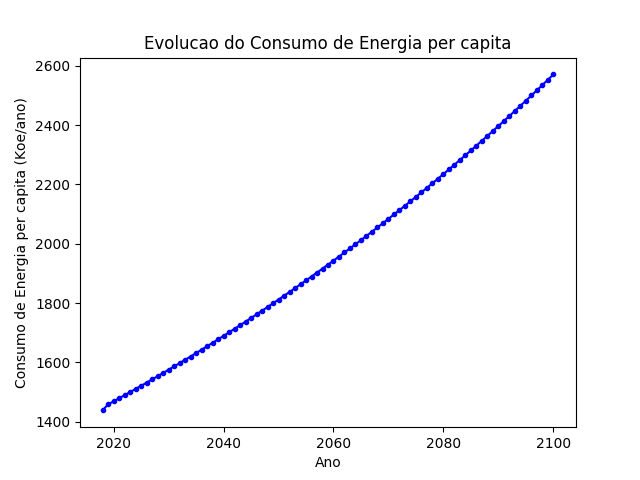 Evolucao do Consumo de Energia per capita
Consumo de Energia per capita (Koe/ano)
2600
2400
2200
2000
1800
1600
1400
2020 2040 2060 2080 2100
Ano